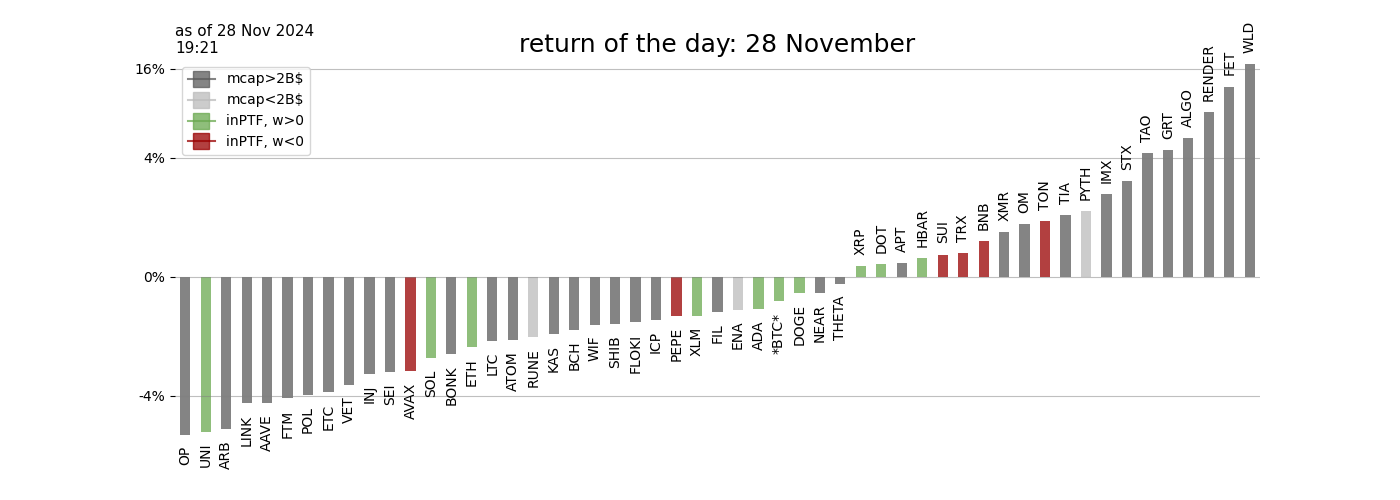 as of 28 Nov 2024
19:21
return of the day: 28 November
16%
4%
0%
-4%
mcap>2B$
mcap<2B$
inPTF, w>0
inPTF, w<0
OP
UNI
ARB
LINK
AAVE
FTM
POL
ETC
VET
INJ
SEI
AVAX
SOL
BONK
ETH
LTC
ATOM
RUNE
KAS
BCH
WIF
SHIB
FLOKI
ICP
PEPE
XLM
FIL
ENA
ADA
*BTC*
DOGE
NEAR
THETA
XRP
DOT
APT
HBAR
SUI
TRX
BNB
XMR
OM
TON
TIA
PYTH
IMX
STX
TAO
GRT
ALGO
RENDER
FET
WLD